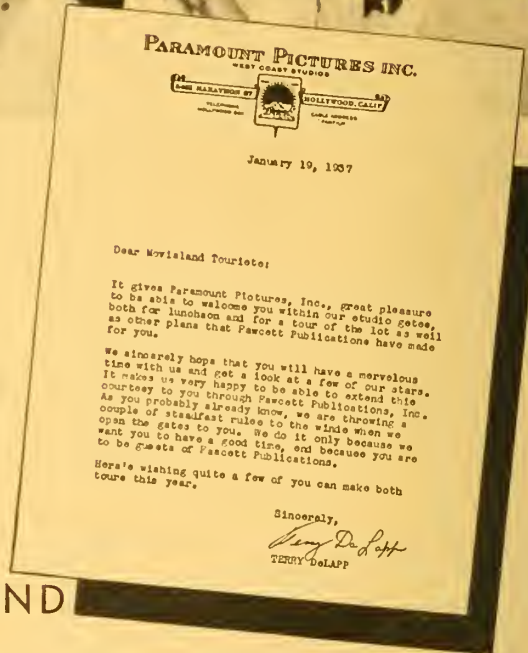 PARAMOUNT PICTURES INC.
WEST COAST STUDIOS
MARATHON ST
HOLLYWOOD, CALIF
TELEPHONE
CABLE ADDRESS
January 19, 1937
Dear Movieland Tourists:
It gives Paramount Pictures, Inc., great pleasure
to be able to welcome you within our studio gates,
both for luncheon and for a tour of the lot as well
as other plans that Fawcett Publications have made
for you.
We sincerely hope that you will have a marvelous
time with us and get a look at a few of our stars.
It makes us very happy to be able to extend this
courtesy to you through Fawcett Publications, Inc.
As you probably already know, we are throwing a
couple of steadfast rules to the winds when we
open the gates to you. We do it only because we
want you to have a good time, and because you are
to be guests of Fawcett Publications.
Here's wishing quite a few of you can make both
tours this year.
Sincerely,
Terry DeLapp
TERRY DeLAPP
ND